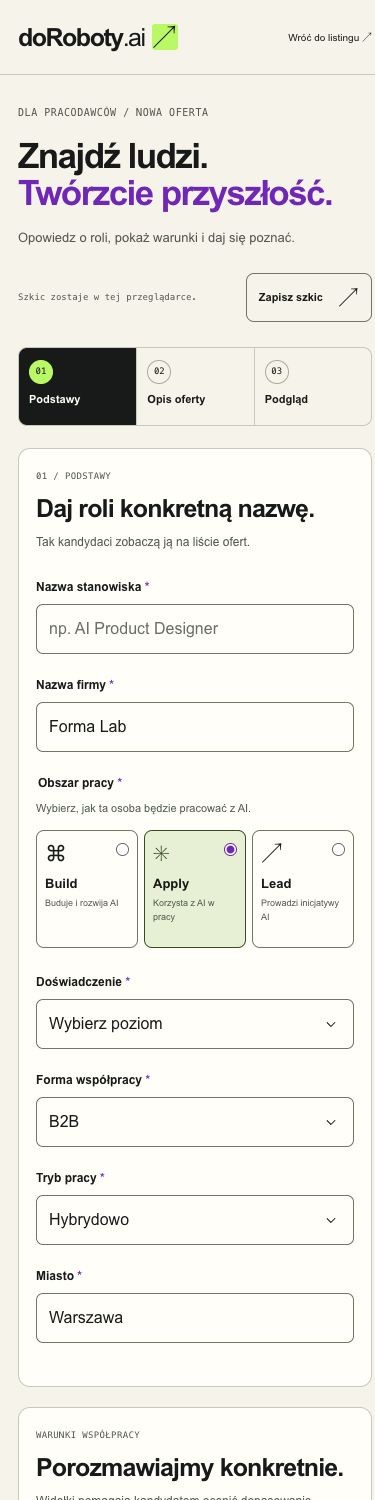 doRoboty.ai
Wróć do listingu
DLA PRACODAWCÓW / NOWA OFERTA
Znajdź ludzi.
Twórzcie przyszłość.
Opowiedz o roli, pokaż warunki i daj się poznać.
Szkic zostaje w tej przeglądarce.
Zapisz szkic
01
02
03
Podstawy
Opis oferty
Podgląd
01 / PODSTAWY
Daj roli konkretną nazwę.
Tak kandydaci zobaczą ją na liście ofert.
Nazwa stanowiska *
np. AI Product Designer
Nazwa firmy *
Forma Lab
Obszar pracy *
Wybierz, jak ta osoba będzie pracować z AI.
Build
Buduje i rozwija AI
Apply
Korzysta z AI w
pracy
Lead
Prowadzi inicjatywy
AI
Doświadczenie *
Wybierz poziom
Forma współpracy *
B2B
Tryb pracy *
Hybrydowo
Miasto *
Warszawa
WARUNKI WSPÓŁPRACY
Porozmawiajmy konkretnie.